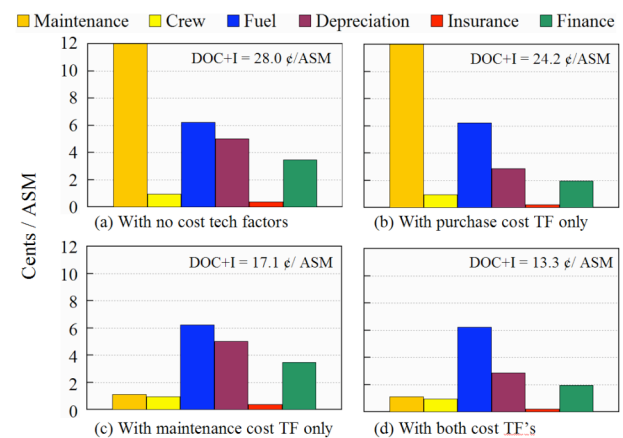 Maintenance Crew Fuel Depreciation Insurance Finance
12
10
8
6
4
2
0
DOC+I = 28.0 ¢/ASM
(a) With no cost tech factors
DOC+I = 24.2 ¢/ASM
(b) With purchase cost TF only
Cents / ASM
12
10
8
6
4
2
0
DOC+I = 17.1 ¢/ ASM
(c) With maintenance cost TF only
DOC+I = 13.3 ¢/ ASM
(d) With both cost TF's